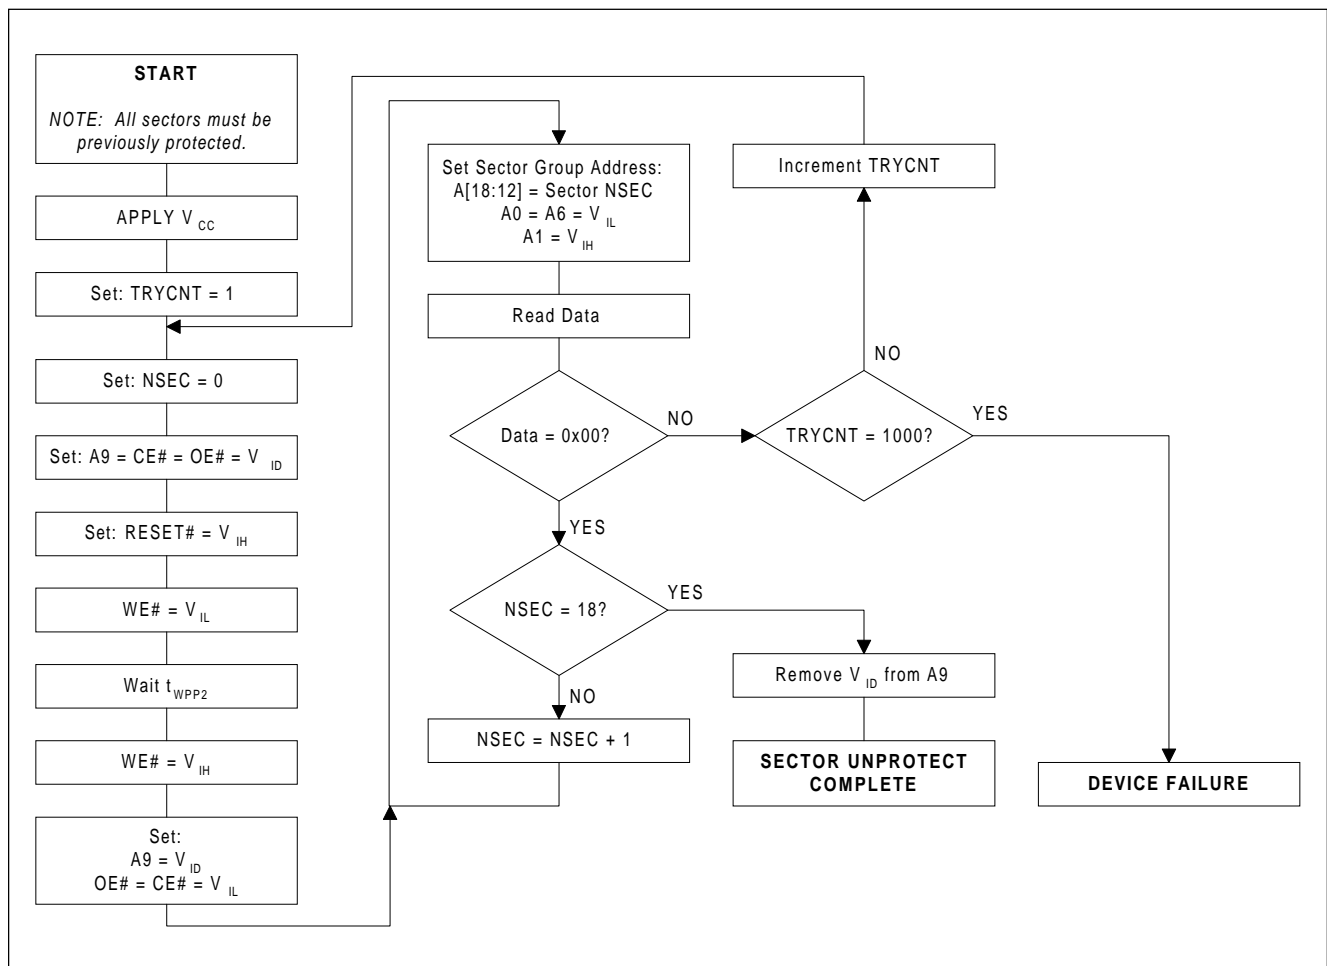 START
NOTE: All sectors must be
previously protected.
APPLY V CC
Set: TRYCNT = 1
Set: NSEC = 0
Set: A9 = CE# = OE# = V ID
Set: RESET# = V IH
WE# = V IL
Wait t WPP2
WE# = V IH
Set:
A9 = V ID
OE# = CE# = V IL
Set Sector Group Address:
A[18:12] = Sector NSEC
A0 = A6 = V IL
A1 = V IH
Read Data
Data = 0x00?
NO
YES
NSEC = 18?
YES
NO
NSEC = NSEC + 1
Increment TRYCNT
NO
TRYCNT = 1000?
YES
Remove V ID from A9
SECTOR UNPROTECT
COMPLETE
DEVICE FAILURE